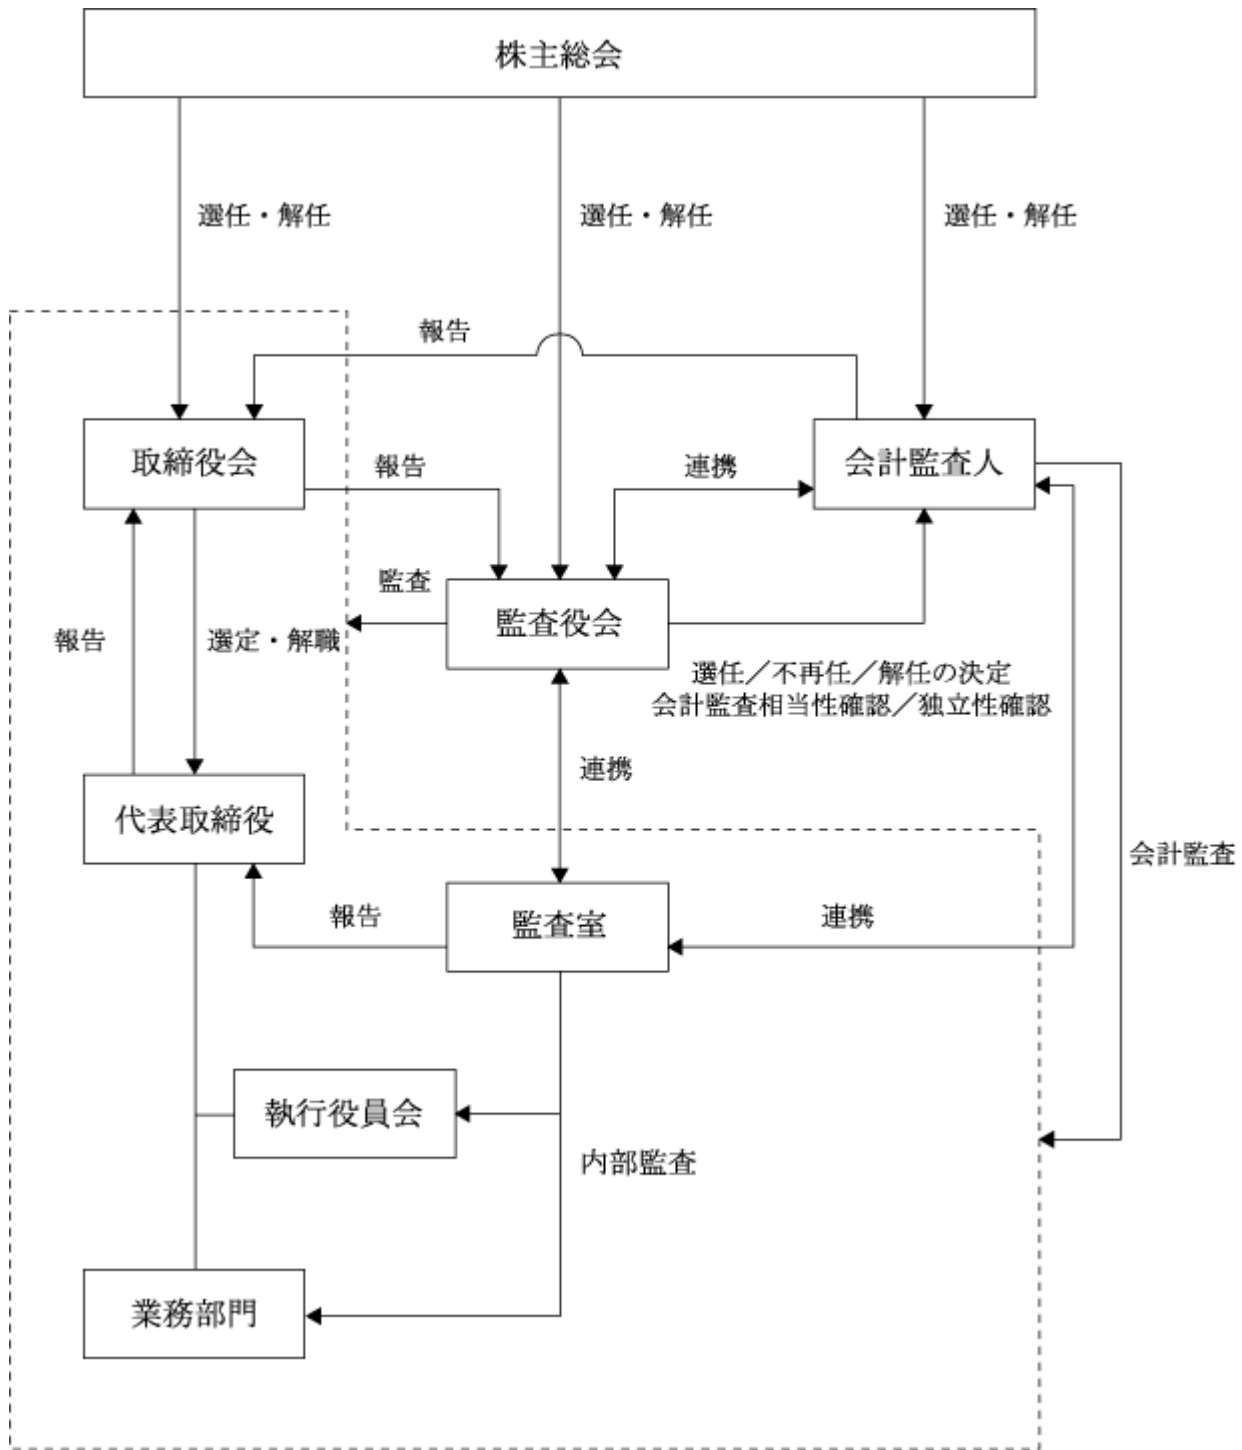 株主総会
選任・解任
選任・解任
選任・解任
報告
取締役会
報告
連携
会計監査人
監査
監査役会
報告
選定・解職
選任／不再任／解任の決定
会計監査相当性確認／独立性確認
連携
代表取締役
会計監査
報告
監査室
連携
執行役員会
内部監査
業務部門